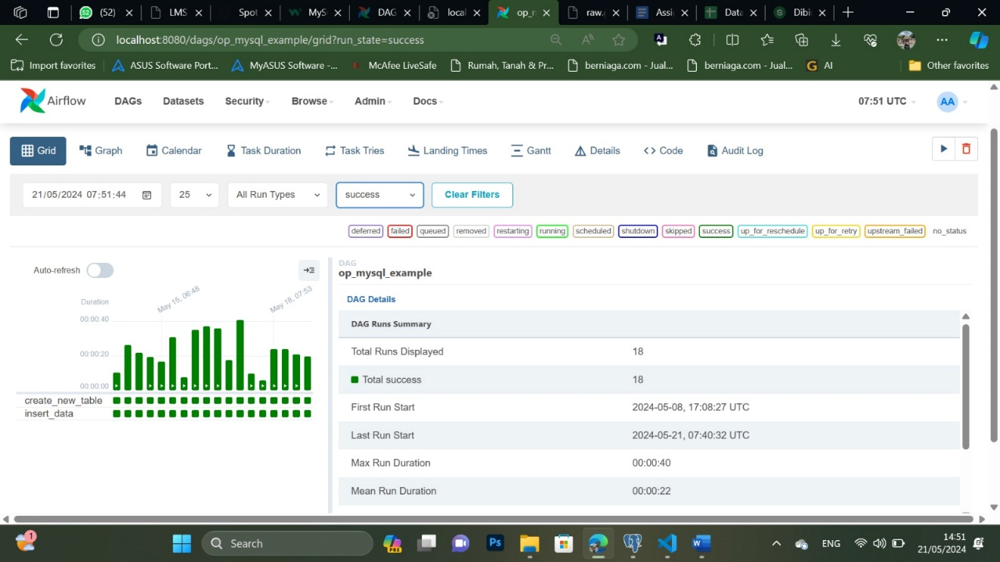 (52) LMS Spot MyS DAG local op_m raw.g Assi Data Dibi
localhost:8080/dags/op_mysql_example/grid?run_state=success
Import favorites ASUS Software Port... MyASUS Software -... McAfee LiveSafe Rumah, Tanah & Pr... berniaga.com - Jual... berniaga.com - Jual... AI Other favorites
Airflow DAGs Datasets Security Browse Admin Docs 07:51 UTC AA
Grid Graph Calendar Task Duration Task Tries Landing Times Gantt Details Code Audit Log
21/05/2024 07:51:44 25 All Run Types success Clear Filters
deferred failed queued removed restarting running scheduled shutdown skipped success up_for_reschedule up_for_retry upstream_failed no_status
Auto-refresh
DAG
op_mysql_example
May 15, 06:48 May 18, 07:53
Duration
00:00:40
00:00:20
00:00:00
create_new_table
insert_data
DAG Details
DAG Runs Summary
Total Runs Displayed 18
Total success 18
First Run Start 2024-05-08, 17:08:27 UTC
Last Run Start 2024-05-21, 07:40:32 UTC
Max Run Duration 00:00:40
Mean Run Duration 00:00:22
1 Search PRE Ps W ENG 14:51
21/05/2024